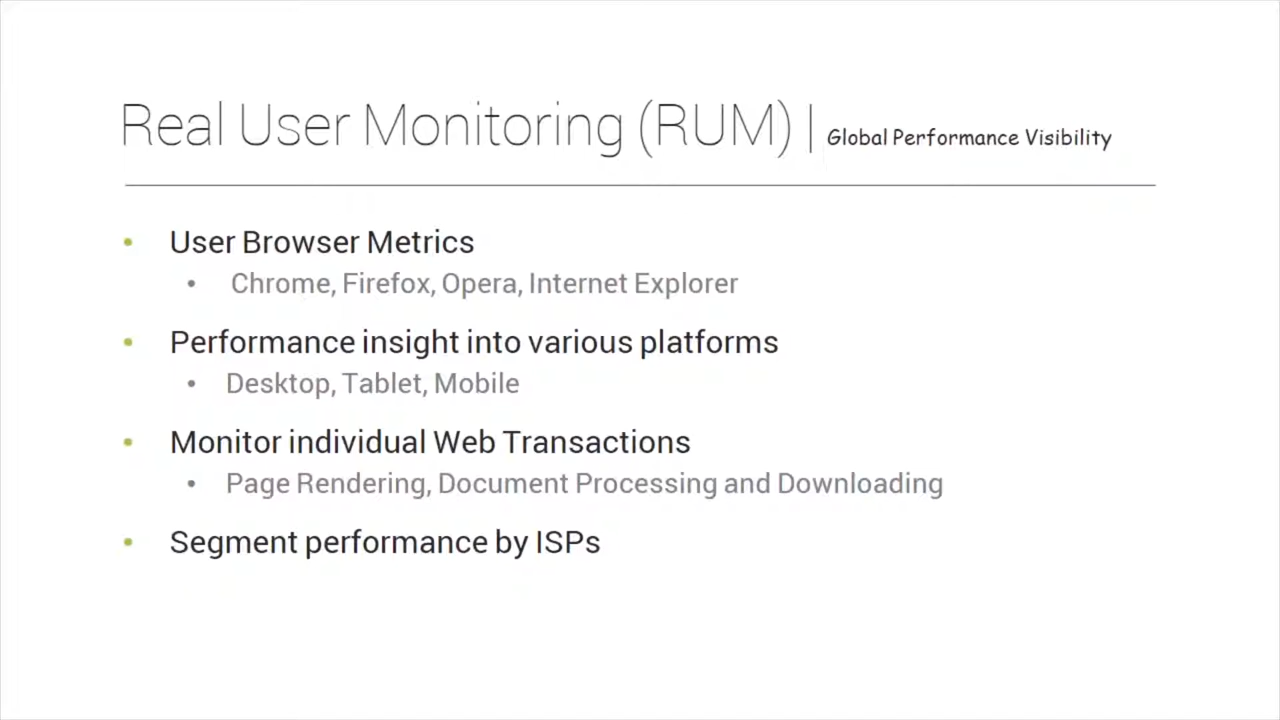 Real User Monitoring (RUM) | Global Performance Visibility
• User Browser Metrics
• Chrome, Firefox, Opera, Internet Explorer
• Performance insight into various platforms
• Desktop, Tablet, Mobile
• Monitor individual Web Transactions
• Page Rendering, Document Processing and Downloading
• Segment performance by ISPs